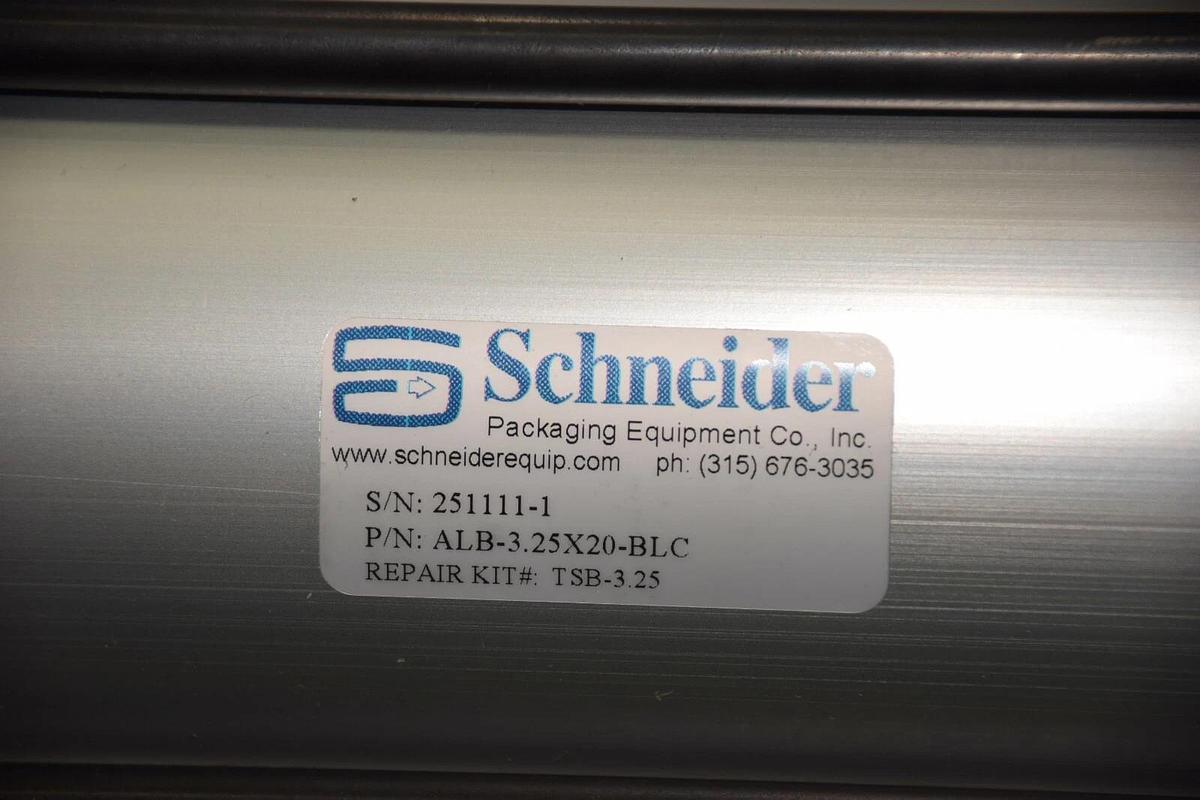 Schneider
Packaging Equipment Co., Inc.
www.schneiderequip.com ph: (315) 676-3035
S/N: 251111-1
P/N: ALB-3.25X20-BLC
REPAIR KIT#: TSB-3.25